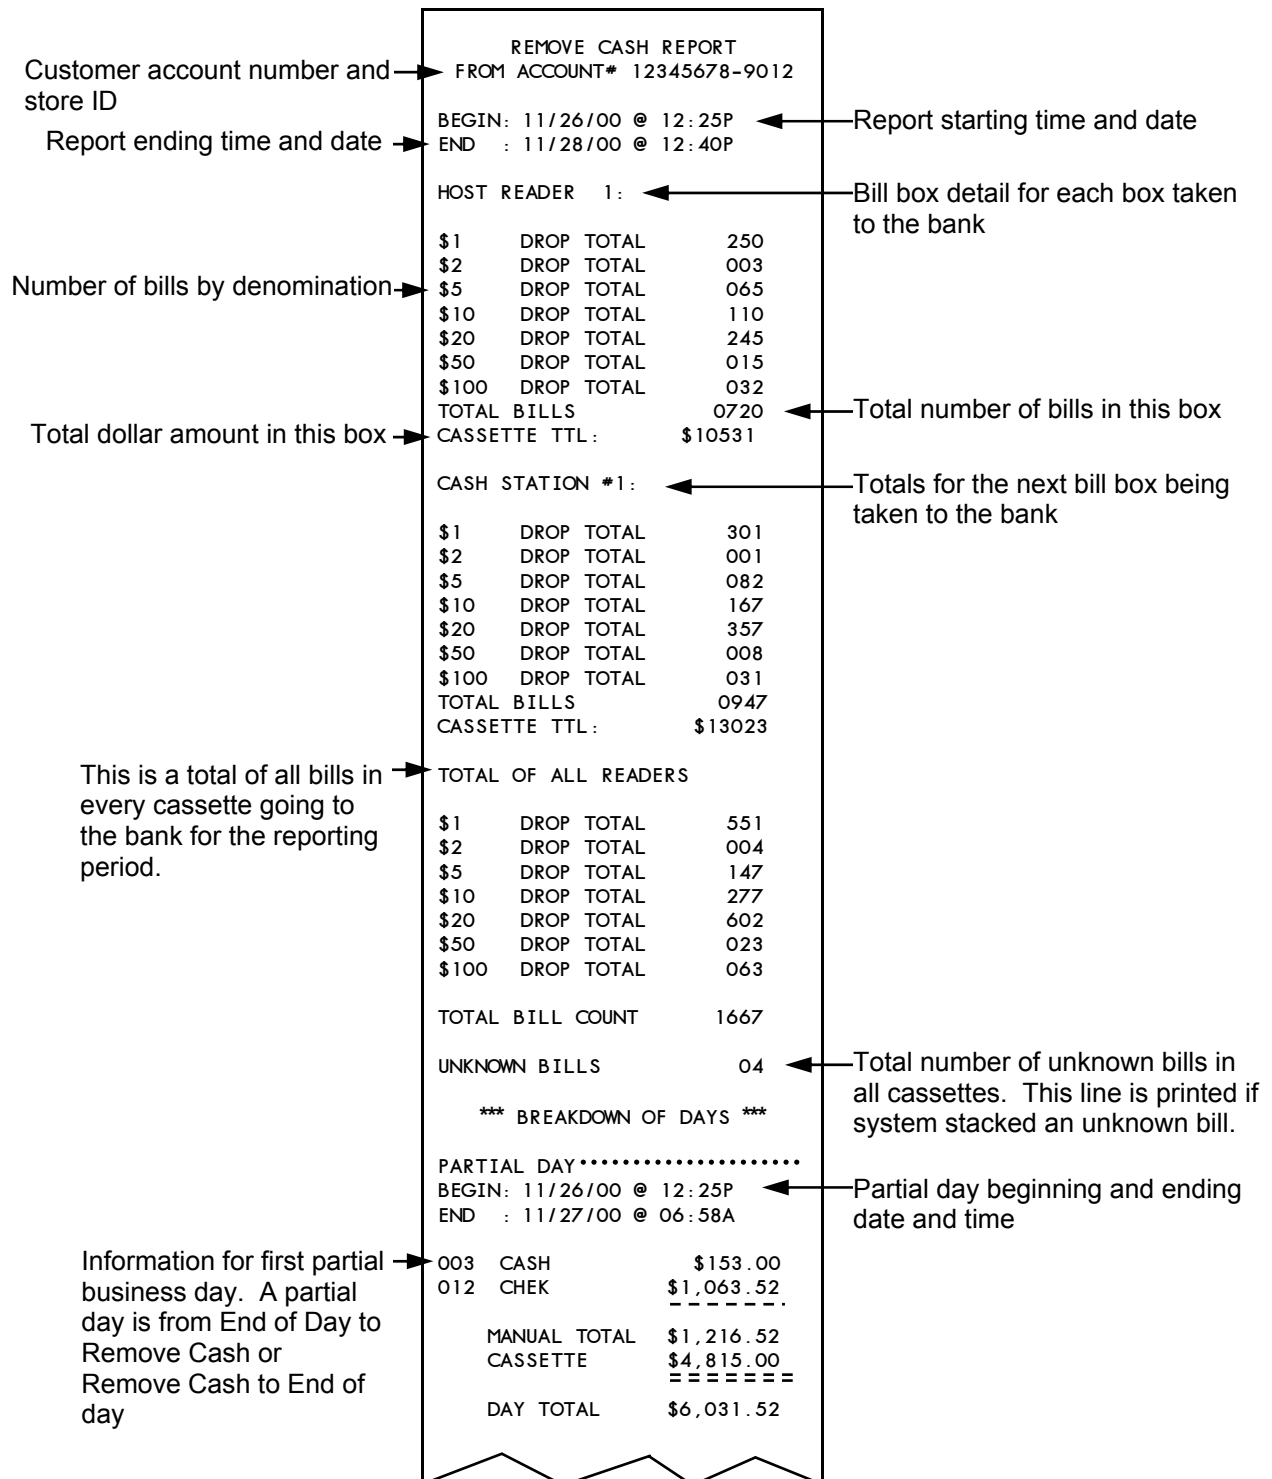 REMOVE CASH REPORT
Customer account number and
store ID
FROM ACCOUNT# 12345678-9012
BEGIN: 11/26/00 @ 12:25P
Report starting time and date
Report ending time and date
END : 11/28/00 @ 12:40P
HOST READER 1:
Bill box detail for each box taken
to the bank
$1 DROP TOTAL 250
$2 DROP TOTAL 003
Number of bills by denomination
$5 DROP TOTAL 065
$10 DROP TOTAL 110
$20 DROP TOTAL 245
$50 DROP TOTAL 015
$100 DROP TOTAL 032
TOTAL BILLS 0720
Total number of bills in this box
Total dollar amount in this box
CASSETTE TTL: $10531
CASH STATION #1:
Totals for the next bill box being
taken to the bank
$1 DROP TOTAL 301
$2 DROP TOTAL 001
$5 DROP TOTAL 082
$10 DROP TOTAL 167
$20 DROP TOTAL 357
$50 DROP TOTAL 008
$100 DROP TOTAL 031
TOTAL BILLS 0947
CASSETTE TTL: $13023
This is a total of all bills in
every cassette going to
the bank for the reporting
period.
TOTAL OF ALL READERS
$1 DROP TOTAL 551
$2 DROP TOTAL 004
$5 DROP TOTAL 147
$10 DROP TOTAL 277
$20 DROP TOTAL 602
$50 DROP TOTAL 023
$100 DROP TOTAL 063
TOTAL BILL COUNT 1667
UNKNOWN BILLS 04
Total number of unknown bills in
all cassettes. This line is printed if
system stacked an unknown bill.
*** BREAKDOWN OF DAYS ***
PARTIAL DAY.....................
BEGIN: 11/26/00 @ 12:25P
END : 11/27/00 @ 06:58A
Partial day beginning and ending
date and time
Information for first partial
business day. A partial
day is from End of Day to
Remove Cash or
Remove Cash to End of
day
003 CASH $153.00
012 CHEK $1,063.52
-------
MANUAL TOTAL $1,216.52
CASSETTE $4,815.00
=======
DAY TOTAL $6,031.52